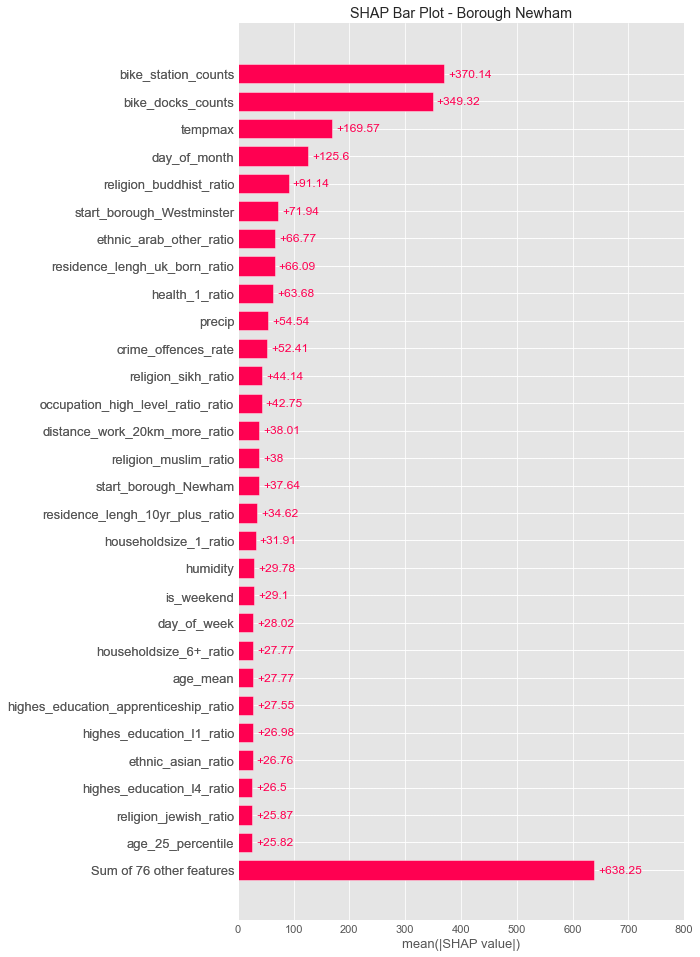 SHAP Bar Plot - Borough Newham
bike_station_counts +370.14
bike_docks_counts +349.32
tempmax +169.57
day_of_month +125.6
religion_buddhist_ratio +91.14
start_borough_Westminster +71.94
ethnic_arab_other_ratio +66.77
residence_lengh_uk_born_ratio +66.09
health_1_ratio +63.68
precip +54.54
crime_offences_rate +52.41
religion_sikh_ratio +44.14
occupation_high_level_ratio_ratio +42.75
distance_work_20km_more_ratio +38.01
religion_muslim_ratio +38
start_borough_Newham +37.64
residence_lengh_10yr_plus_ratio +34.62
householdsize_1_ratio +31.91
humidity +29.78
is_weekend +29.1
day_of_week +28.02
householdsize_6+_ratio +27.77
age_mean +27.77
highes_education_apprenticeship_ratio +27.55
highes_education_l1_ratio +26.98
ethnic_asian_ratio +26.76
highes_education_l4_ratio +26.5
religion_jewish_ratio +25.87
age_25_percentile +25.82
Sum of 76 other features +638.25
0 100 200 300 400 500 600 700 800
mean(|SHAP value|)